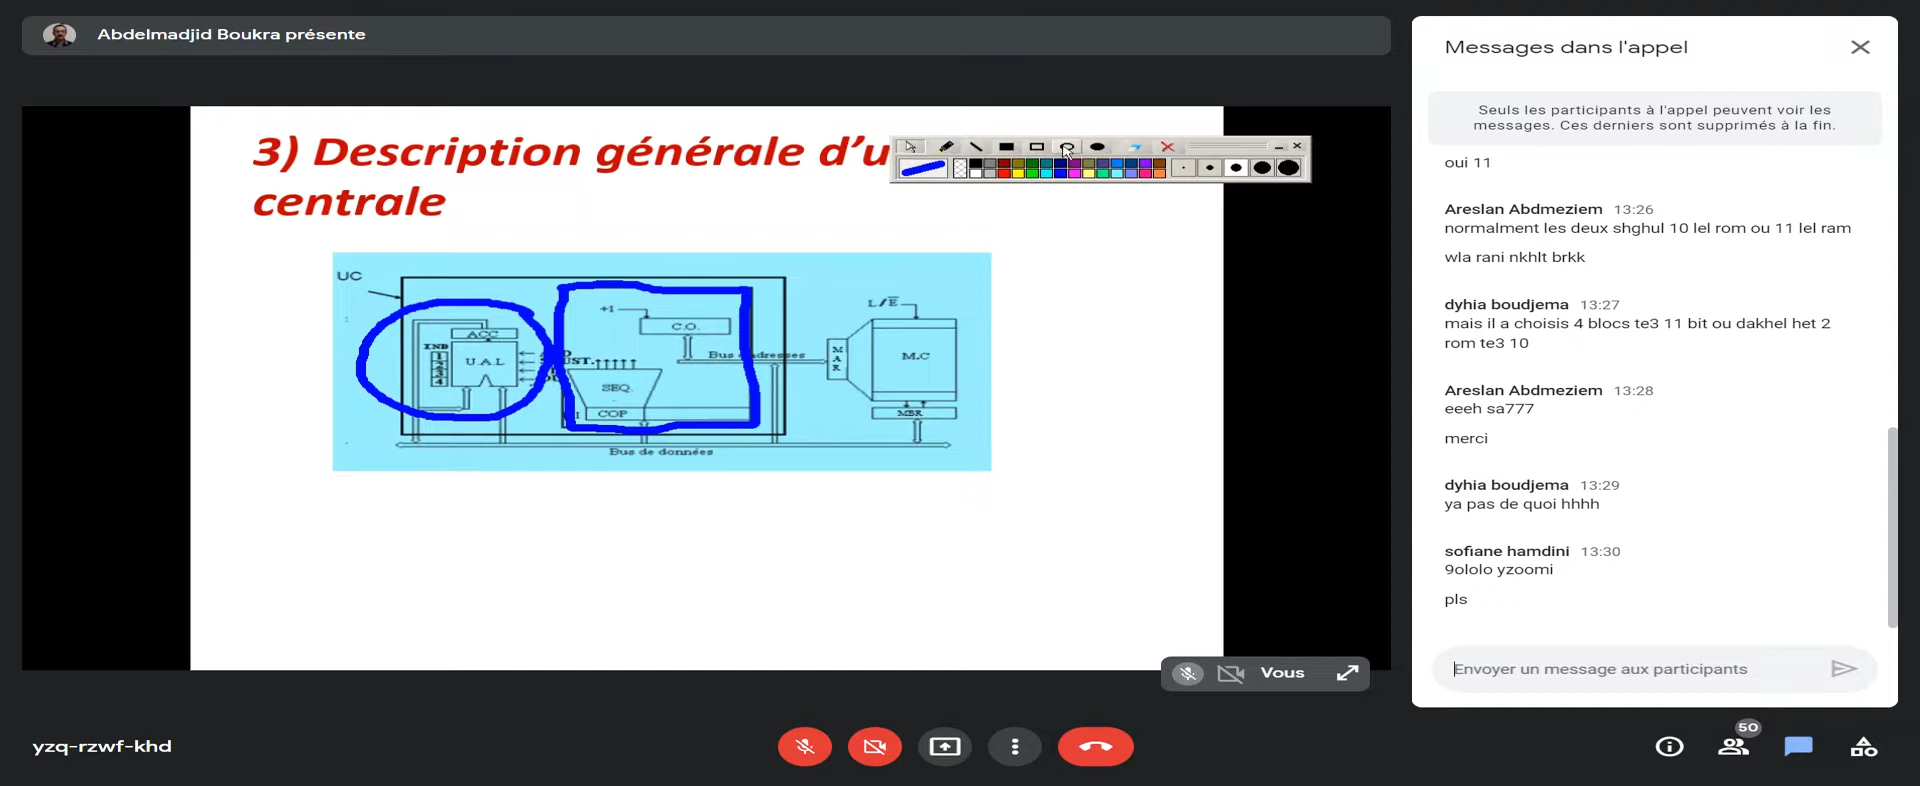 Abdelmadjid Boukra présente
3) Description générale d'u
centrale
UC
+1
L/E
ACC
C.O.
IND
1
2
3
4
U.A.L
Bus
adresses
M
A
R
M.C
SEQ.
COP
MBR
Bus de données
Vous
yzq-rzwf-khd
Messages dans l'appel
Seuls les participants à l'appel peuvent voir les
messages. Ces derniers sont supprimés à la fin.
oui 11
Areslan Abdmeziem 13:26
normalment les deux shghul 10 lel rom ou 11 lel ram
wla rani nkhlt brkk
dyhia boudjema 13:27
mais il a choisis 4 blocs te3 11 bit ou dakhel het 2
rom te3 10
Areslan Abdmeziem 13:28
eeeh sa777
merci
dyhia boudjema 13:29
ya pas de quoi hhhh
sofiane hamdini 13:30
9ololo yzoomi
pls
Envoyer un message aux participants
50